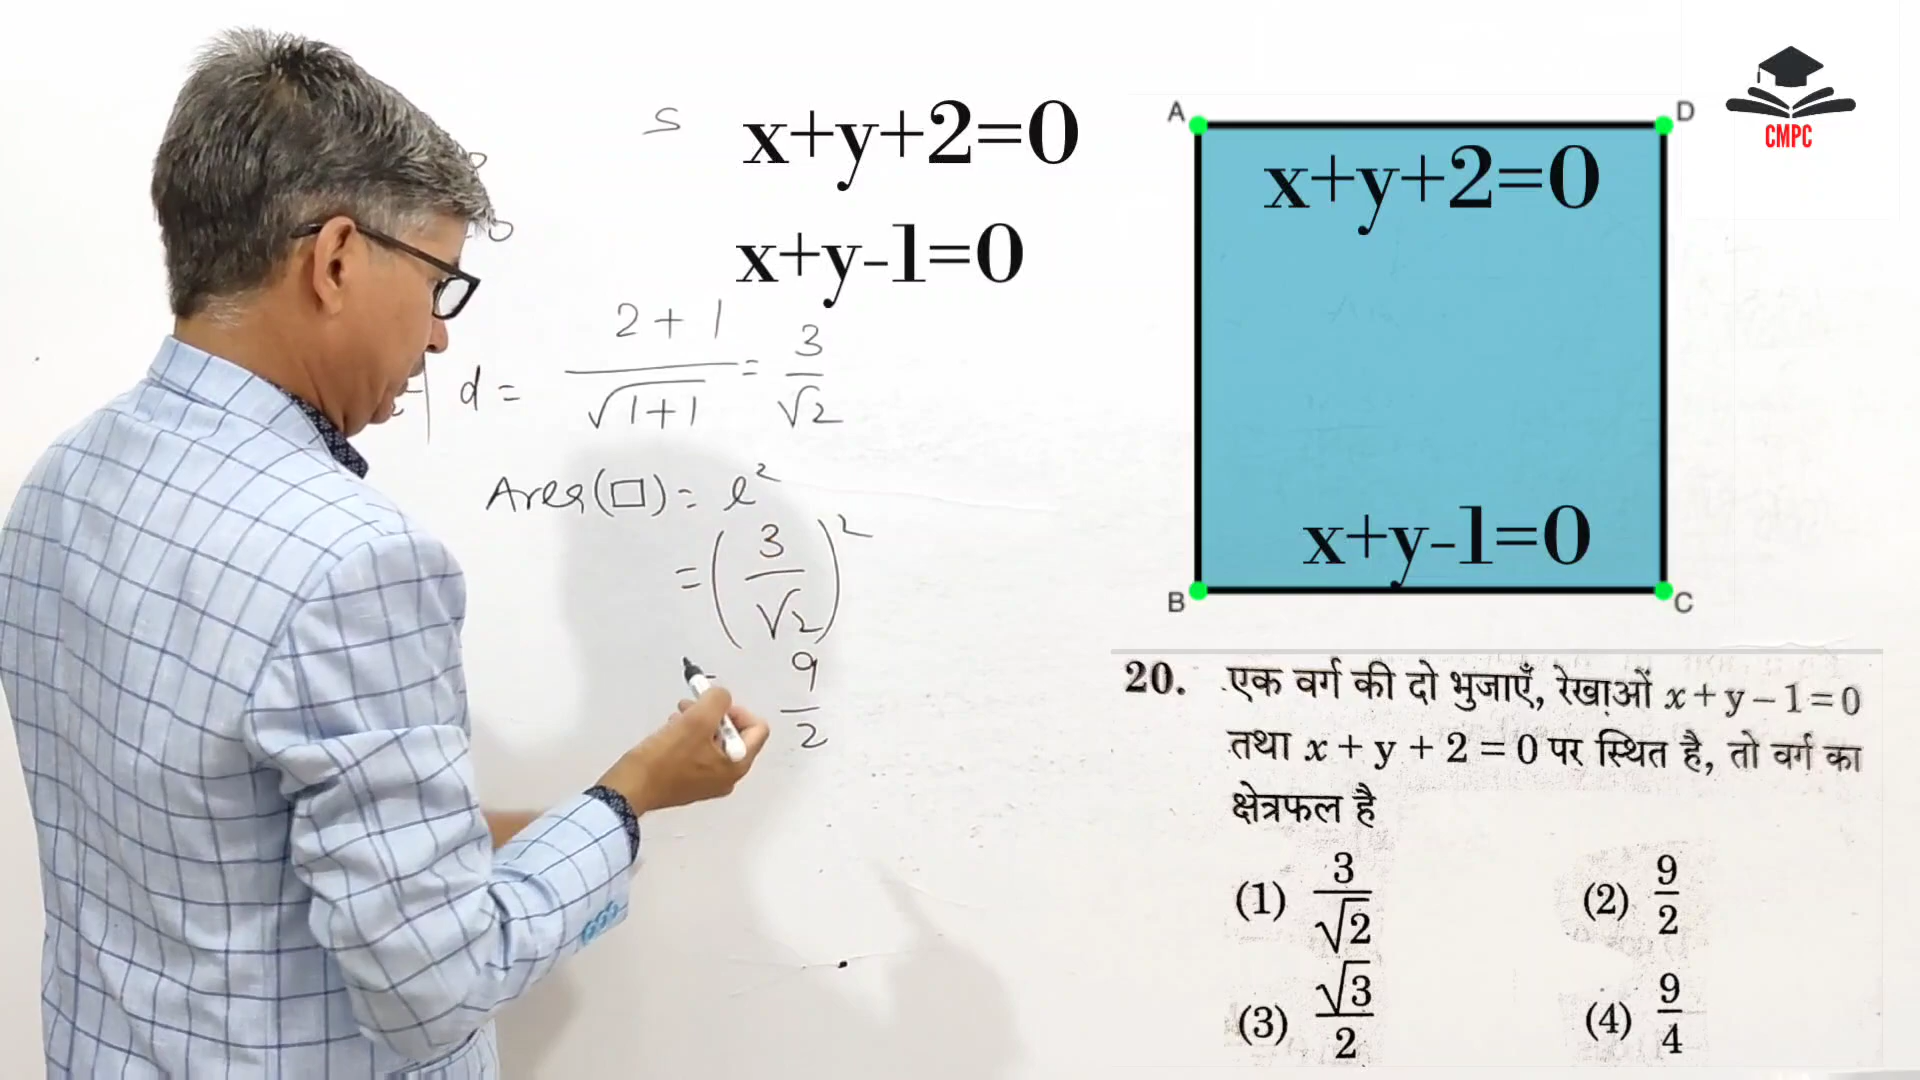 S
x+y+2=0
x+y-1=0
d = 2+1/√1+1 = 3/√2
Area(□) = l²
= (3/√2)²
9/2
A
D
x+y+2=0
x+y-1=0
B
C
CMPC
20. एक वर्ग की दो भुजाएँ, रेखाओं x + y – 1 = 0
तथा x + y + 2 = 0 पर स्थित है, तो वर्ग का
क्षेत्रफल है
(1) 3/√2 (2) 9/2
(3) √3/2 (4) 9/4